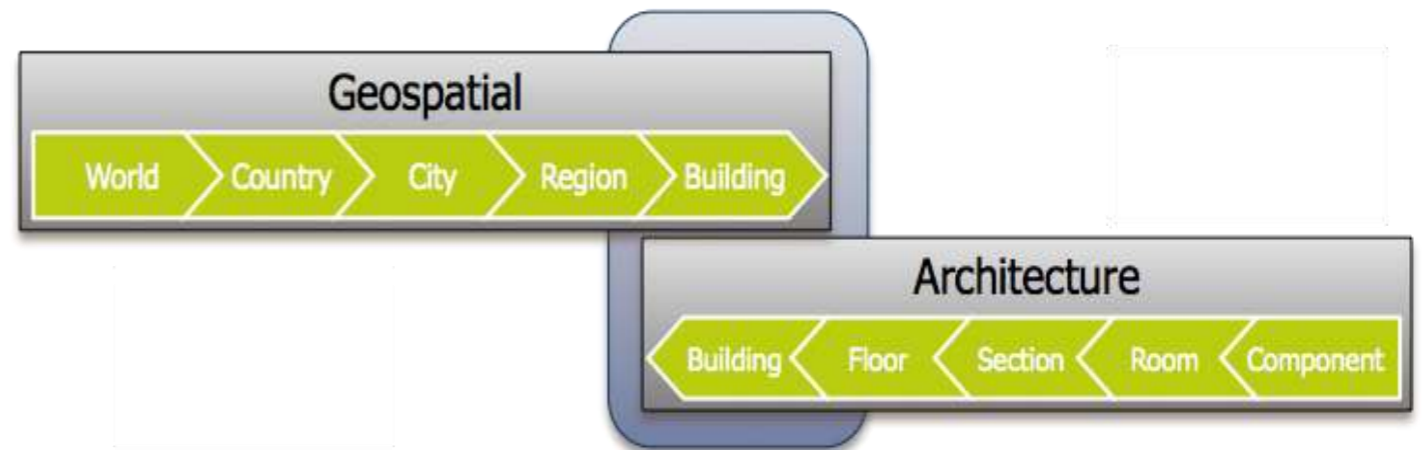 Geospatial
World Country City Region Building
Architecture
Building Floor Section Room Component